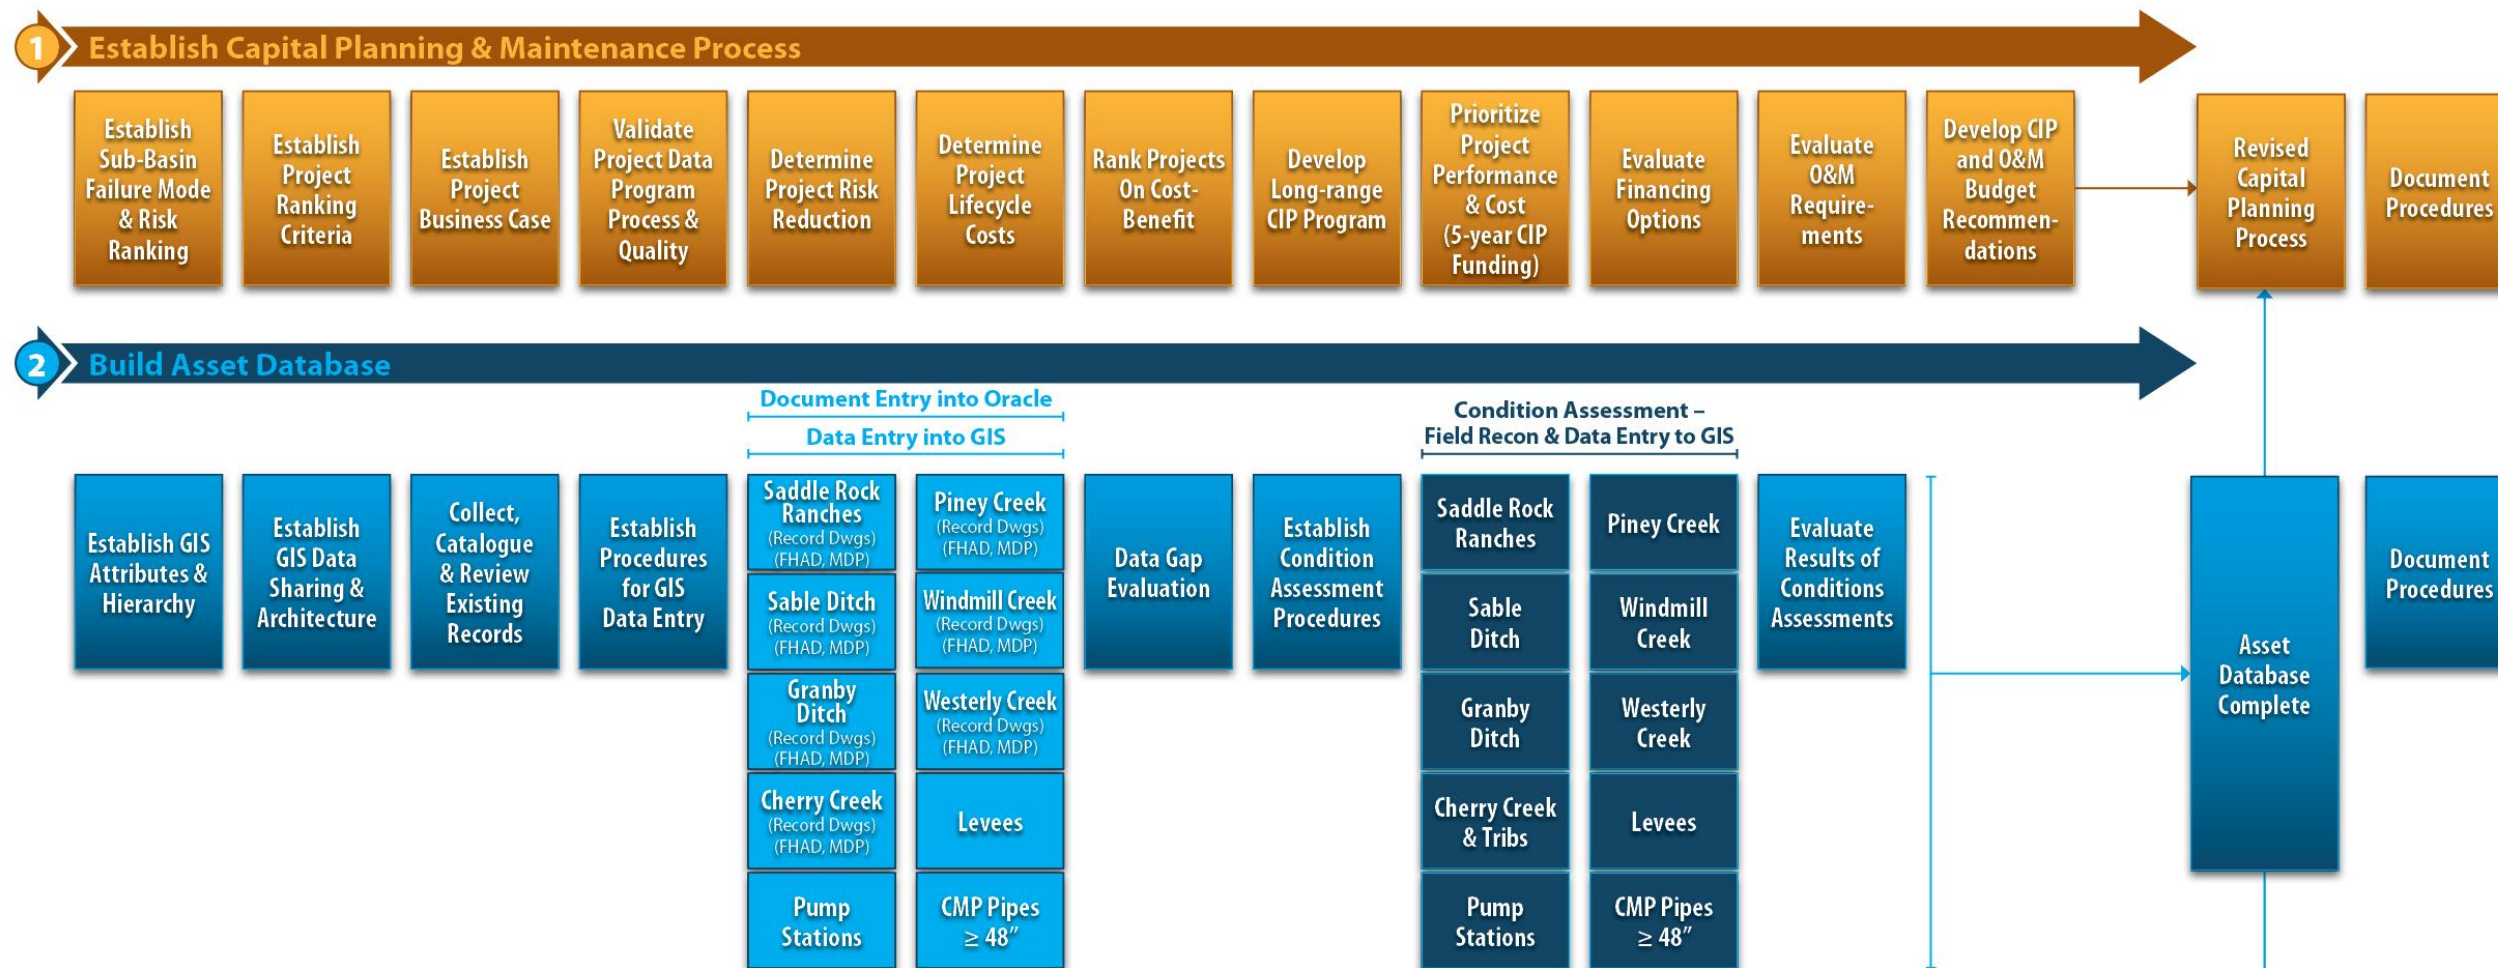 1 Establish Capital Planning & Maintenance Process
Establish
Sub-Basin
Failure Mode
& Risk
Ranking
Establish
Project
Ranking
Criteria
Establish
Project
Business Case
Validate
Project Data
Program
Process &
Quality
Determine
Project Risk
Reduction
Determine
Project
Lifecycle
Costs
Rank Projects
On Cost-
Benefit
Develop
Long-range
CIP Program
Prioritize
Project
Performance
& Cost
(5-year CIP
Funding)
Evaluate
Financing
Options
Evaluate
O&M
Require-
ments
Develop CIP
and O&M
Budget
Recommen-
dations
Revised
Capital
Planning
Process
Document
Procedures
2 Build Asset Database
Document Entry into Oracle
Data Entry into GIS
Condition Assessment –
Field Recon & Data Entry to GIS
Establish GIS
Attributes &
Hierarchy
Establish
GIS Data
Sharing &
Architecture
Collect,
Catalogue
& Review
Existing
Records
Establish
Procedures
for GIS
Data Entry
Saddle Rock
Ranches
(Record Dwgs)
(FHAD, MDP)
Sable Ditch
(Record Dwgs)
(FHAD, MDP)
Granby
Ditch
(Record Dwgs)
(FHAD, MDP)
Cherry Creek
(Record Dwgs)
(FHAD, MDP)
Pump
Stations
Piney Creek
(Record Dwgs)
(FHAD, MDP)
Windmill Creek
(Record Dwgs)
(FHAD, MDP)
Westerly Creek
(Record Dwgs)
(FHAD, MDP)
Levees
CMP Pipes
≥ 48″
Data Gap
Evaluation
Establish
Condition
Assessment
Procedures
Saddle Rock
Ranches
Sable
Ditch
Granby
Ditch
Cherry Creek
& Tribs
Pump
Stations
Piney Creek
Windmill
Creek
Westerly
Creek
Levees
CMP Pipes
≥ 48″
Evaluate
Results of
Conditions
Assessments
Asset
Database
Complete
Document
Procedures